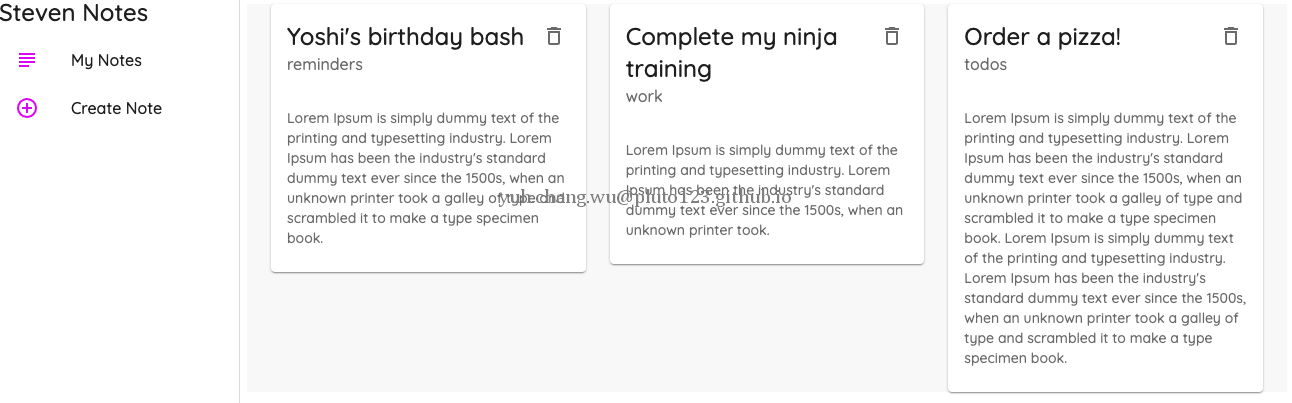 Steven Notes
My Notes
Create Note
Yoshi's birthday bash
reminders
Lorem Ipsum is simply dummy text of the
printing and typesetting industry. Lorem
Ipsum has been the industry's standard
dummy text ever since the 1500s, when an
unknown printer took a galley of type and
scrambled it to make a type specimen
book.
Complete my ninja
training
work
Lorem Ipsum is simply dummy text of the
printing and typesetting industry. Lorem
Ipsum has been the industry's standard
dummy text ever since the 1500s, when an
unknown printer took.
Order a pizza!
todos
Lorem Ipsum is simply dummy text of the
printing and typesetting industry. Lorem
Ipsum has been the industry's standard
dummy text ever since the 1500s, when an
unknown printer took a galley of type and
scrambled it to make a type specimen
book. Lorem Ipsum is simply dummy text
of the printing and typesetting industry.
Lorem Ipsum has been the industry's
standard dummy text ever since the 1500s,
when an unknown printer took a galley of
type and scrambled it to make a type
specimen book.